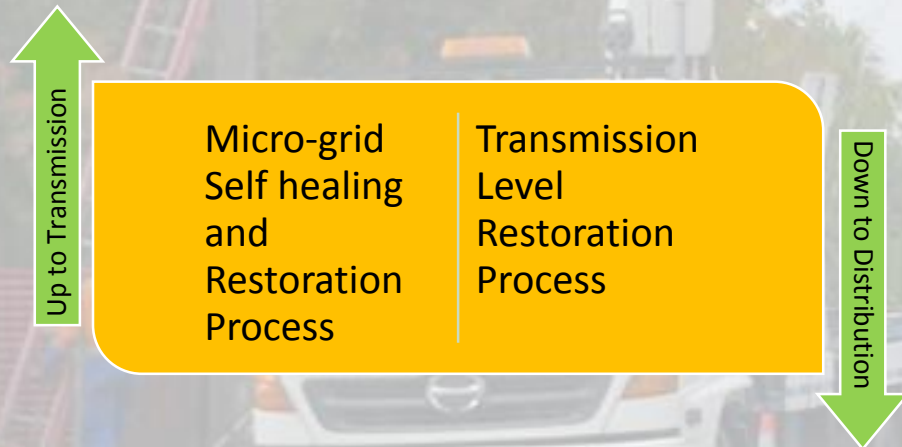 Up to Transmission
Micro-grid
Self healing
and
Restoration
Process
Transmission
Level
Restoration
Process
Down to Distribution